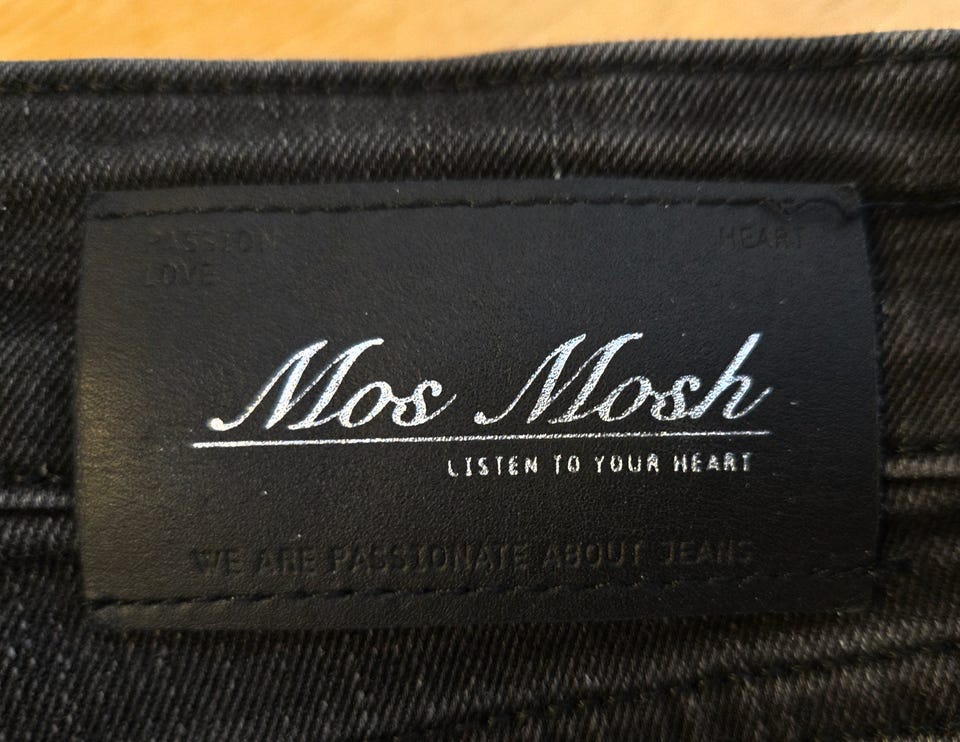 PASSION HEART
LOVE
Mos Mosh
LISTEN TO YOUR HEART
WE ARE PASSIONATE ABOUT JEANS